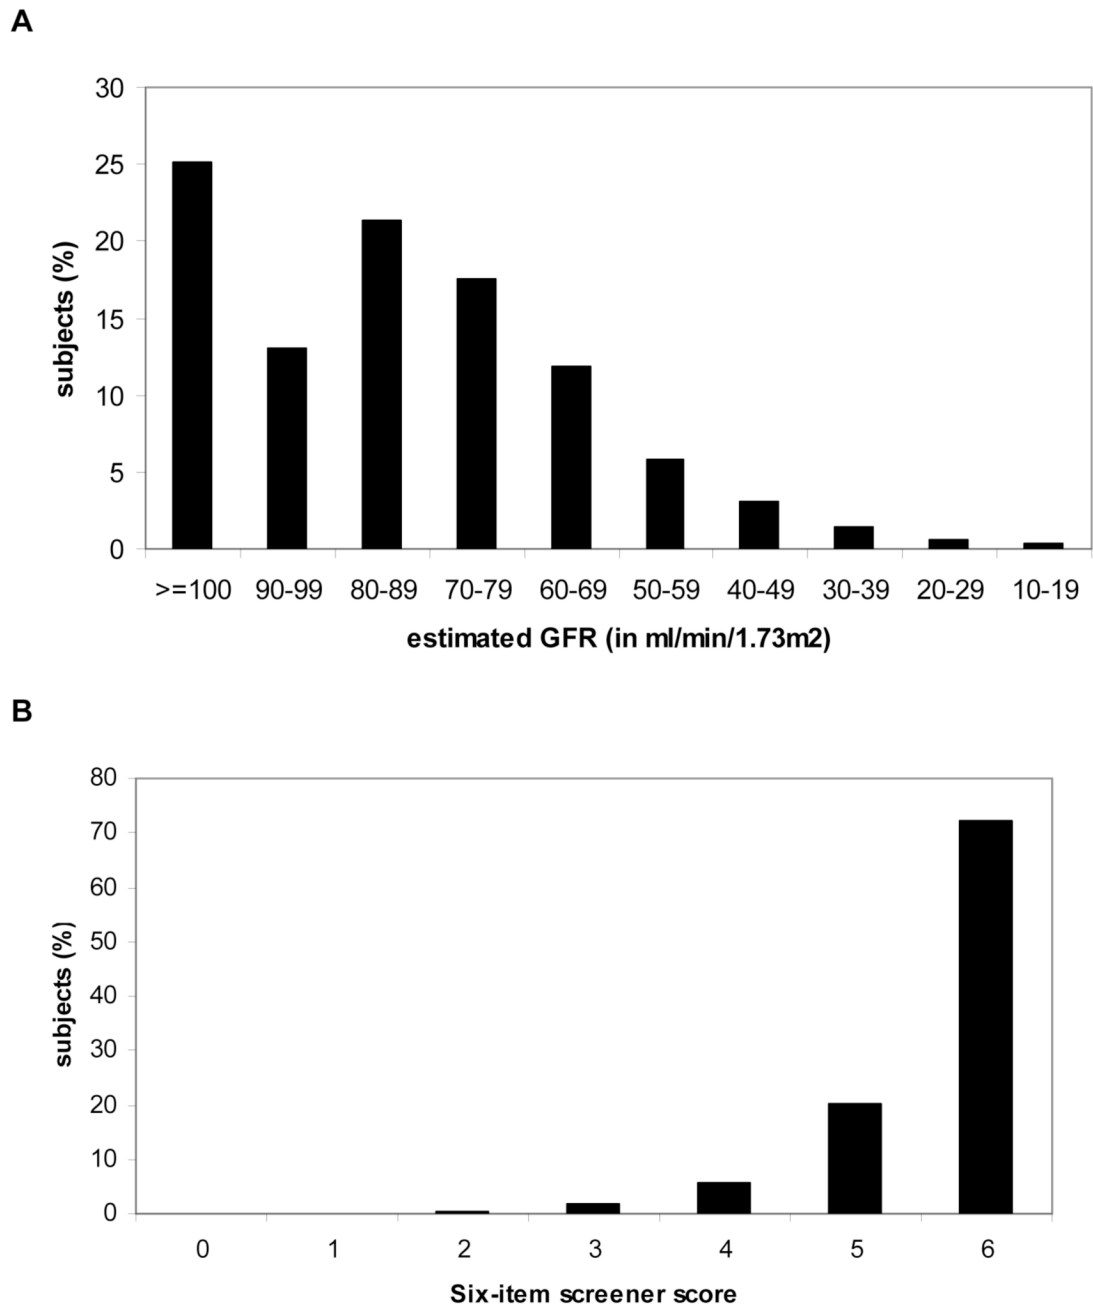 A
30
25
20
15
10
5
0
subjects (%)
>=100 90-99 80-89 70-79 60-69 50-59 40-49 30-39 20-29 10-19
estimated GFR (in ml/min/1.73m2)
B
80
70
60
50
40
30
20
10
0
subjects (%)
0 1 2 3 4 5 6
Six-item screener score